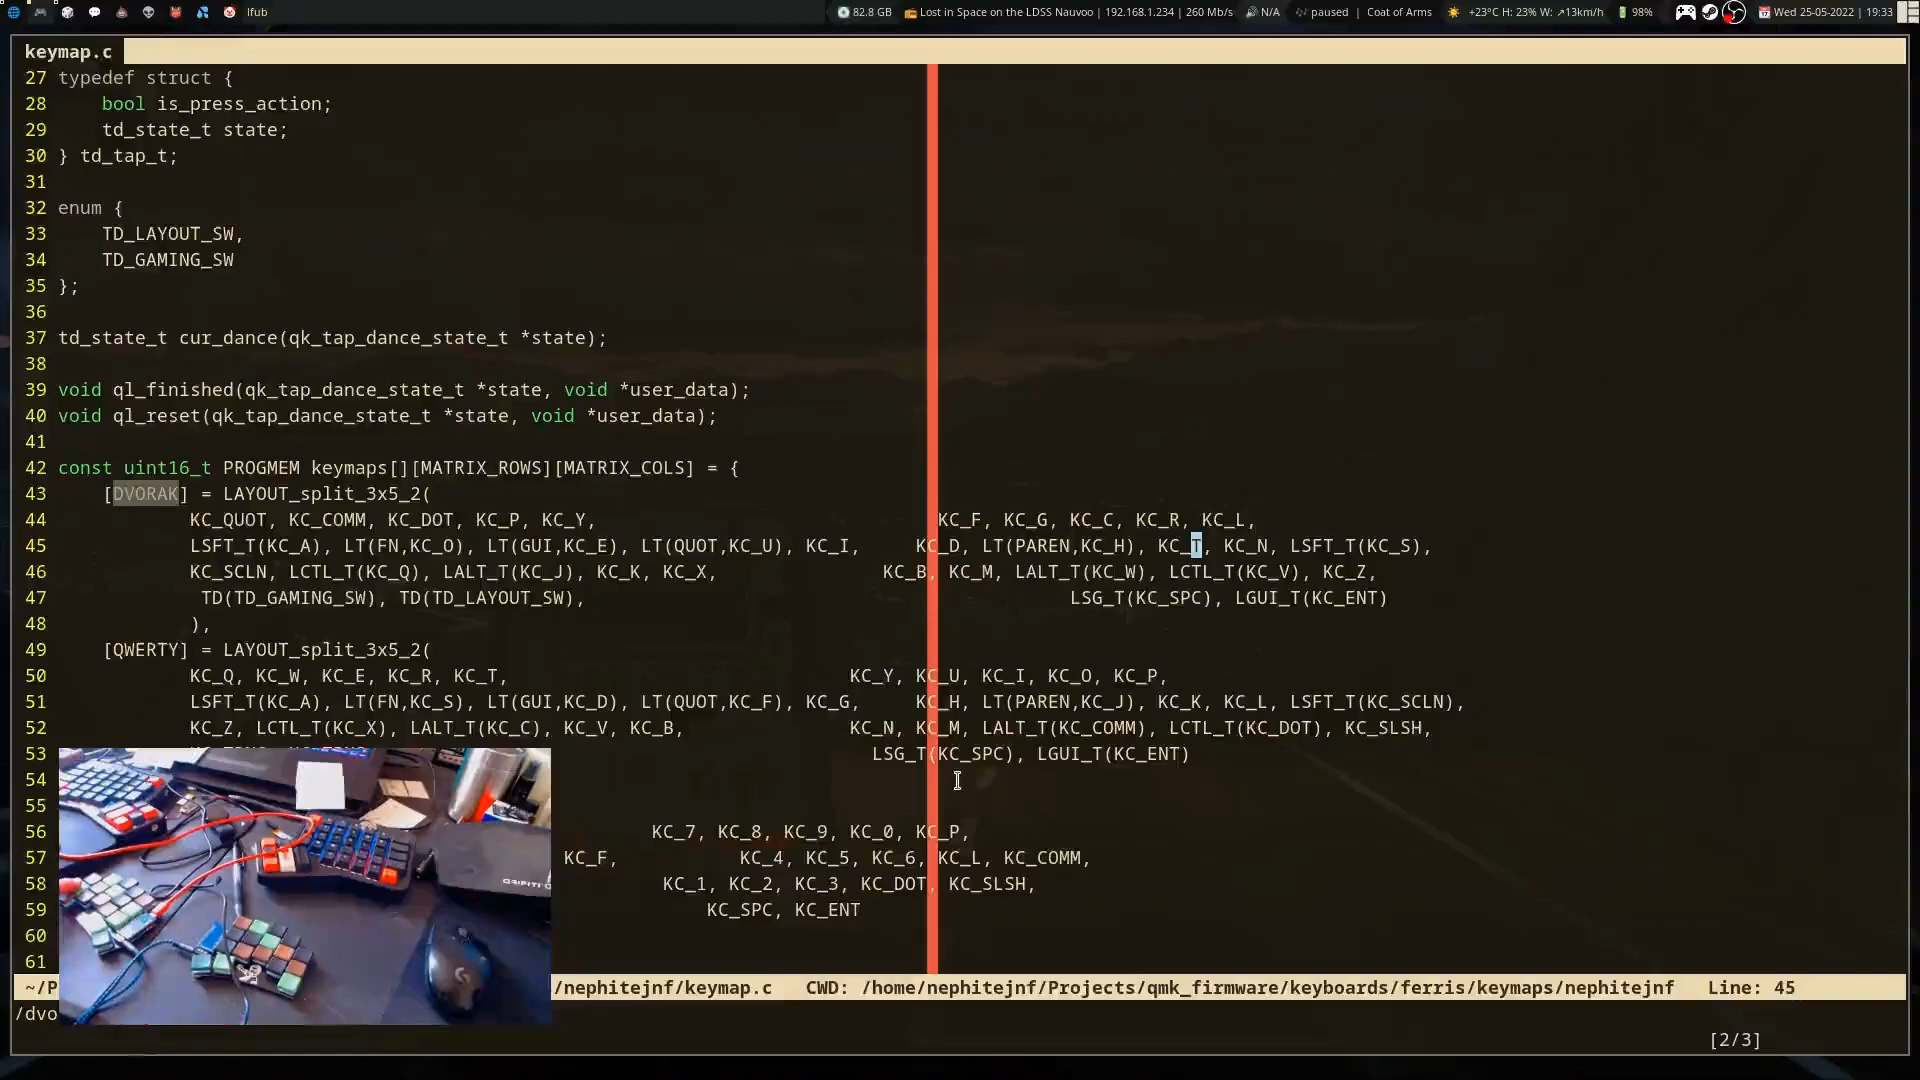 lfub
82.8 GB
Lost in Space on the LDSS Nauvoo | 192.168.1.234 | 260 Mb/s
N/A
paused | Coat of Arms
+23°C H: 23% W: ↗13km/h
98%
Wed 25-05-2022 | 19:33
keymap.c
27 typedef struct {
28 bool is_press_action;
29 td_state_t state;
30 } td_tap_t;
31
32 enum {
33 TD_LAYOUT_SW,
34 TD_GAMING_SW
35 };
36
37 td_state_t cur_dance(qk_tap_dance_state_t *state);
38
39 void ql_finished(qk_tap_dance_state_t *state, void *user_data);
40 void ql_reset(qk_tap_dance_state_t *state, void *user_data);
41
42 const uint16_t PROGMEM keymaps[][MATRIX_ROWS][MATRIX_COLS] = {
43 [DVORAK] = LAYOUT_split_3x5_2(
44 KC_QUOT, KC_COMM, KC_DOT, KC_P, KC_Y, KC_F, KC_G, KC_C, KC_R, KC_L,
45 LSFT_T(KC_A), LT(FN,KC_O), LT(GUI,KC_E), LT(QUOT,KC_U), KC_I, KC_D, LT(PAREN,KC_H), KC_T, KC_N, LSFT_T(KC_S),
46 KC_SCLN, LCTL_T(KC_Q), LALT_T(KC_J), KC_K, KC_X, KC_B, KC_M, LALT_T(KC_W), LCTL_T(KC_V), KC_Z,
47 TD(TD_GAMING_SW), TD(TD_LAYOUT_SW), LSG_T(KC_SPC), LGUI_T(KC_ENT)
48 ),
49 [QWERTY] = LAYOUT_split_3x5_2(
50 KC_Q, KC_W, KC_E, KC_R, KC_T, KC_Y, KC_U, KC_I, KC_O, KC_P,
51 LSFT_T(KC_A), LT(FN,KC_S), LT(GUI,KC_D), LT(QUOT,KC_F), KC_G, KC_H, LT(PAREN,KC_J), KC_K, KC_L, LSFT_T(KC_SCLN),
52 KC_Z, LCTL_T(KC_X), LALT_T(KC_C), KC_V, KC_B, KC_N, KC_M, LALT_T(KC_COMM), LCTL_T(KC_DOT), KC_SLSH,
53 LSG_T(KC_SPC), LGUI_T(KC_ENT)
54
55
56 KC_7, KC_8, KC_9, KC_0, KC_P,
57 KC_F, KC_4, KC_5, KC_6, KC_L, KC_COMM,
58 KC_1, KC_2, KC_3, KC_DOT, KC_SLSH,
59 KC_SPC, KC_ENT
60
61
~/P /nephitejnf/keymap.c CWD: /home/nephitejnf/Projects/qmk_firmware/keyboards/ferris/keymaps/nephitejnf Line: 45
/dvo
[2/3]